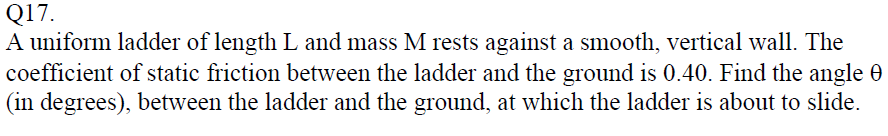 Q17.
A uniform ladder of length L and mass M rests against a smooth, vertical wall. The
coefficient of static friction between the ladder and the ground is 0.40. Find the angle θ
(in degrees), between the ladder and the ground, at which the ladder is about to slide.